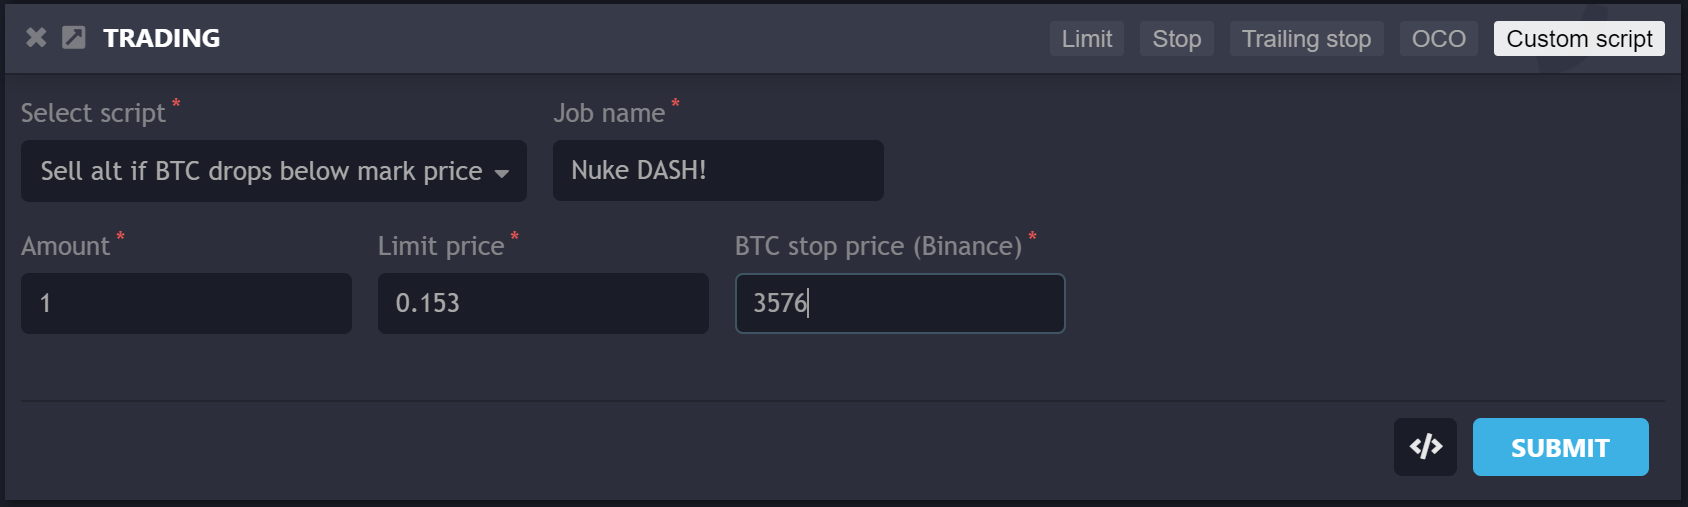 TRADING
Limit Stop Trailing stop OCO Custom script
Select script *
Job name *
Sell alt if BTC drops below mark price
Nuke DASH!
Amount *
Limit price *
BTC stop price (Binance) *
1
0.153
3576
</>
SUBMIT